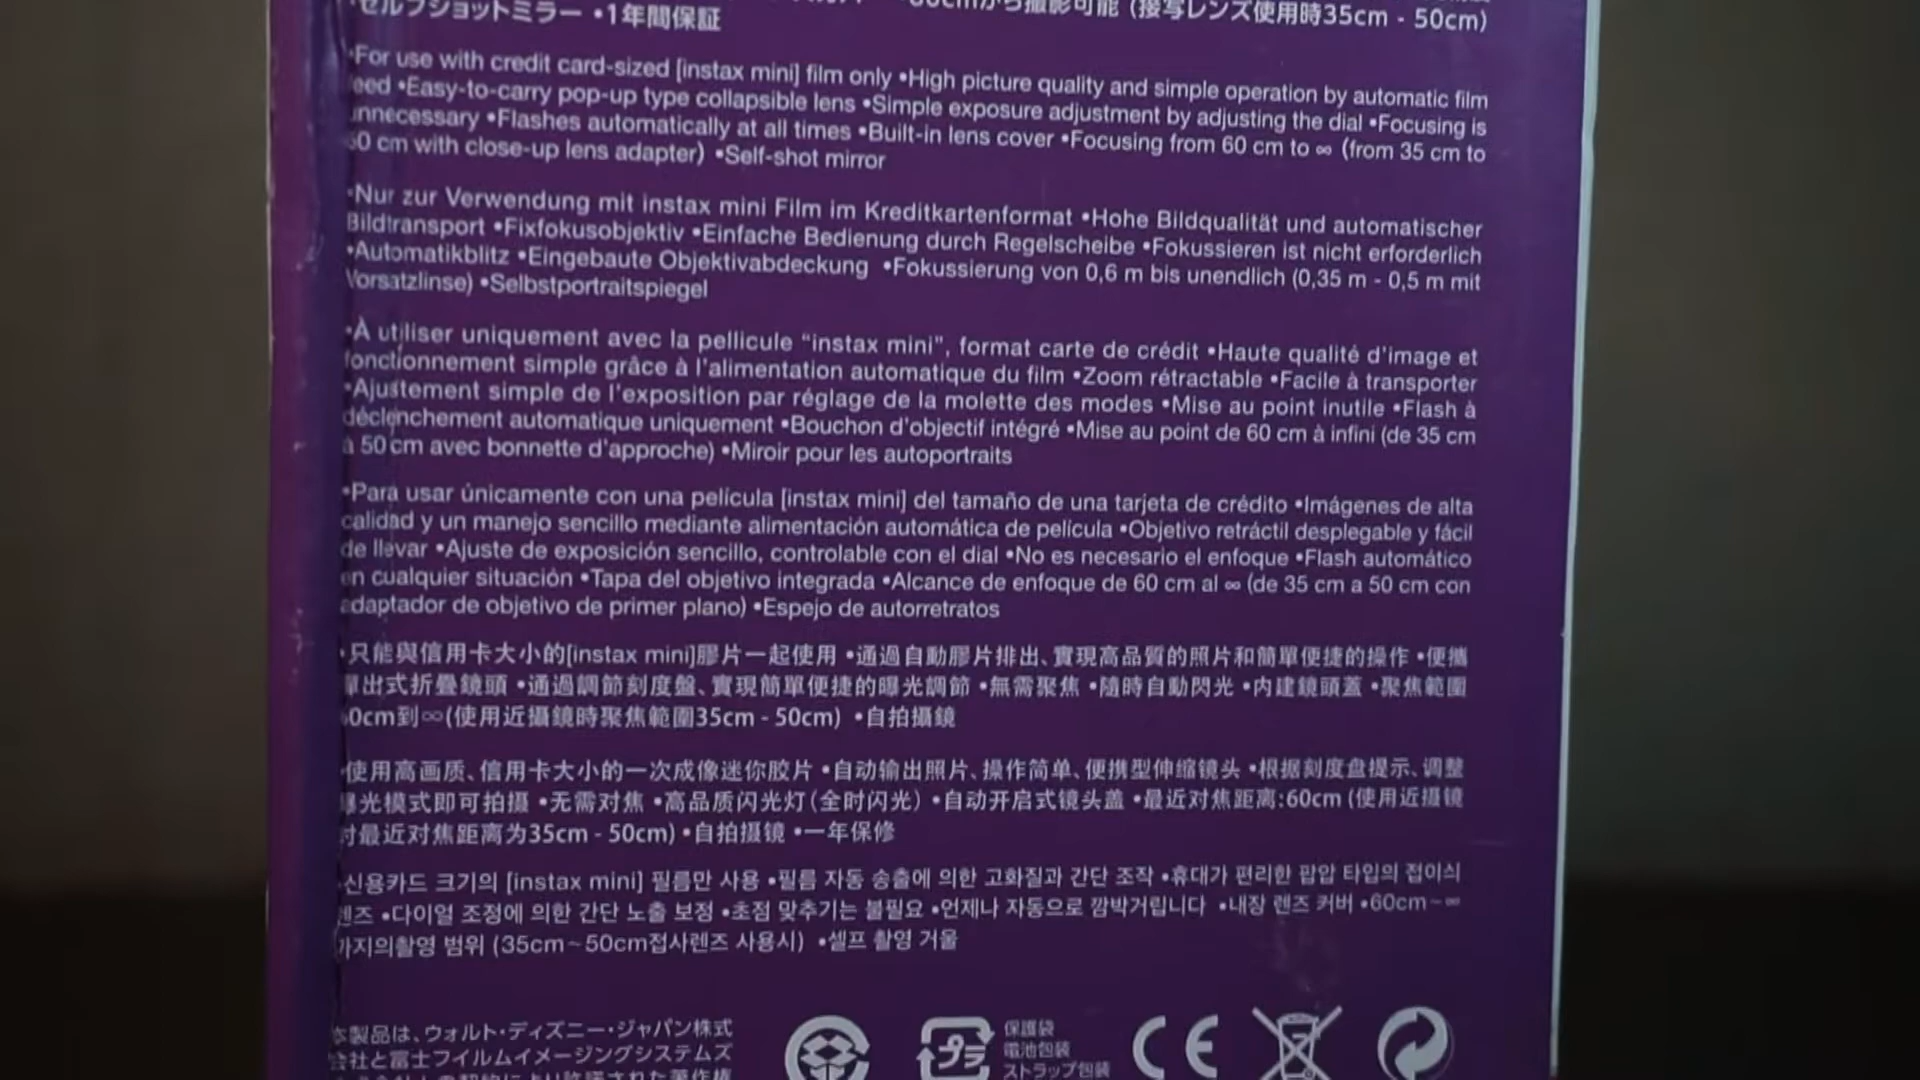 セルフショットミラー •1年間保証
撮影可能 (接写レンズ使用時35cm - 50cm)
•For use with credit card-sized [instax mini] film only •High picture quality and simple operation by automatic film
feed •Easy-to-carry pop-up type collapsible lens •Simple exposure adjustment by adjusting the dial •Focusing is
unnecessary •Flashes automatically at all times •Built-in lens cover •Focusing from 60 cm to ∞ (from 35 cm to
50 cm with close-up lens adapter) •Self-shot mirror
•Nur zur Verwendung mit instax mini Film im Kreditkartenformat •Hohe Bildqualität und automatischer
Bildtransport •Fixfokusobjektiv •Einfache Bedienung durch Regelscheibe •Fokussieren ist nicht erforderlich
•Automatikblitz •Eingebaute Objektivabdeckung •Fokussierung von 0,6 m bis unendlich (0,35 m - 0,5 m mit
Vorsatzlinse) •Selbstportraitspiegel
•À utiliser uniquement avec la pellicule “instax mini”, format carte de crédit •Haute qualité d'image et
fonctionnement simple grâce à l'alimentation automatique du film •Zoom rétractable •Facile à transporter
•Ajustement simple de l'exposition par réglage de la molette des modes •Mise au point inutile •Flash à
déclenchement automatique uniquement •Bouchon d'objectif intégré •Mise au point de 60 cm à infini (de 35 cm
à 50 cm avec bonnette d'approche) •Miroir pour les autoportraits
•Para usar únicamente con una película [instax mini] del tamaño de una tarjeta de crédito •Imágenes de alta
calidad y un manejo sencillo mediante alimentación automática de película •Objetivo retráctil desplegable y fácil
de llevar •Ajuste de exposición sencillo, controlable con el dial •No es necesario el enfoque •Flash automático
en cualquier situación •Tapa del objetivo integrada •Alcance de enfoque de 60 cm al ∞ (de 35 cm a 50 cm con
adaptador de objetivo de primer plano) •Espejo de autorretratos
•只能與信用卡大小的[instax mini]膠片一起使用 •通過自動膠片排出、實現高品質的照片和簡單便捷的操作 •便攜
單出式折疊鏡頭 •通過調節刻度盤、實現簡單便捷的曝光調節 •無需聚焦 •隨時自動閃光 •內建鏡頭蓋 •聚焦範圍
60cm到∞(使用近攝鏡時聚焦範圍35cm - 50cm) •自拍攝鏡
•使用高画质、信用卡大小的一次成像迷你胶片 •自动输出照片、操作简单、便携型伸缩镜头 •根据刻度盘提示、调整
曝光模式即可拍摄 •无需对焦 •高品质闪光灯(全时闪光) •自动开启式镜头盖 •最近对焦距离:60cm (使用近摄镜
时最近对焦距离为35cm - 50cm) •自拍摄镜 •一年保修
•신용카드 크기의 [instax mini] 필름만 사용 •필름 자동 송출에 의한 고화질과 간단 조작 •휴대가 편리한 팝압 타입의 접이식
렌즈 •다이얼 조정에 의한 간단 노출 보정 •초점 맞추기는 불필요 •언제나 자동으로 깜박거립니다 •내장 렌즈 커버 •60cm~∞
까지의촬영 범위 (35cm~50cm접사렌즈 사용시) •셀프 촬영 거울
本製品は、ウォルト・ディズニー・ジャパン株式
会社と富士フイルムイメージングシステムズ
プラ
保護袋
電池包装
ストラップ包装
CE